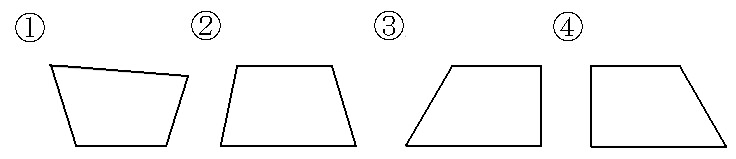 ① ② ③ ④